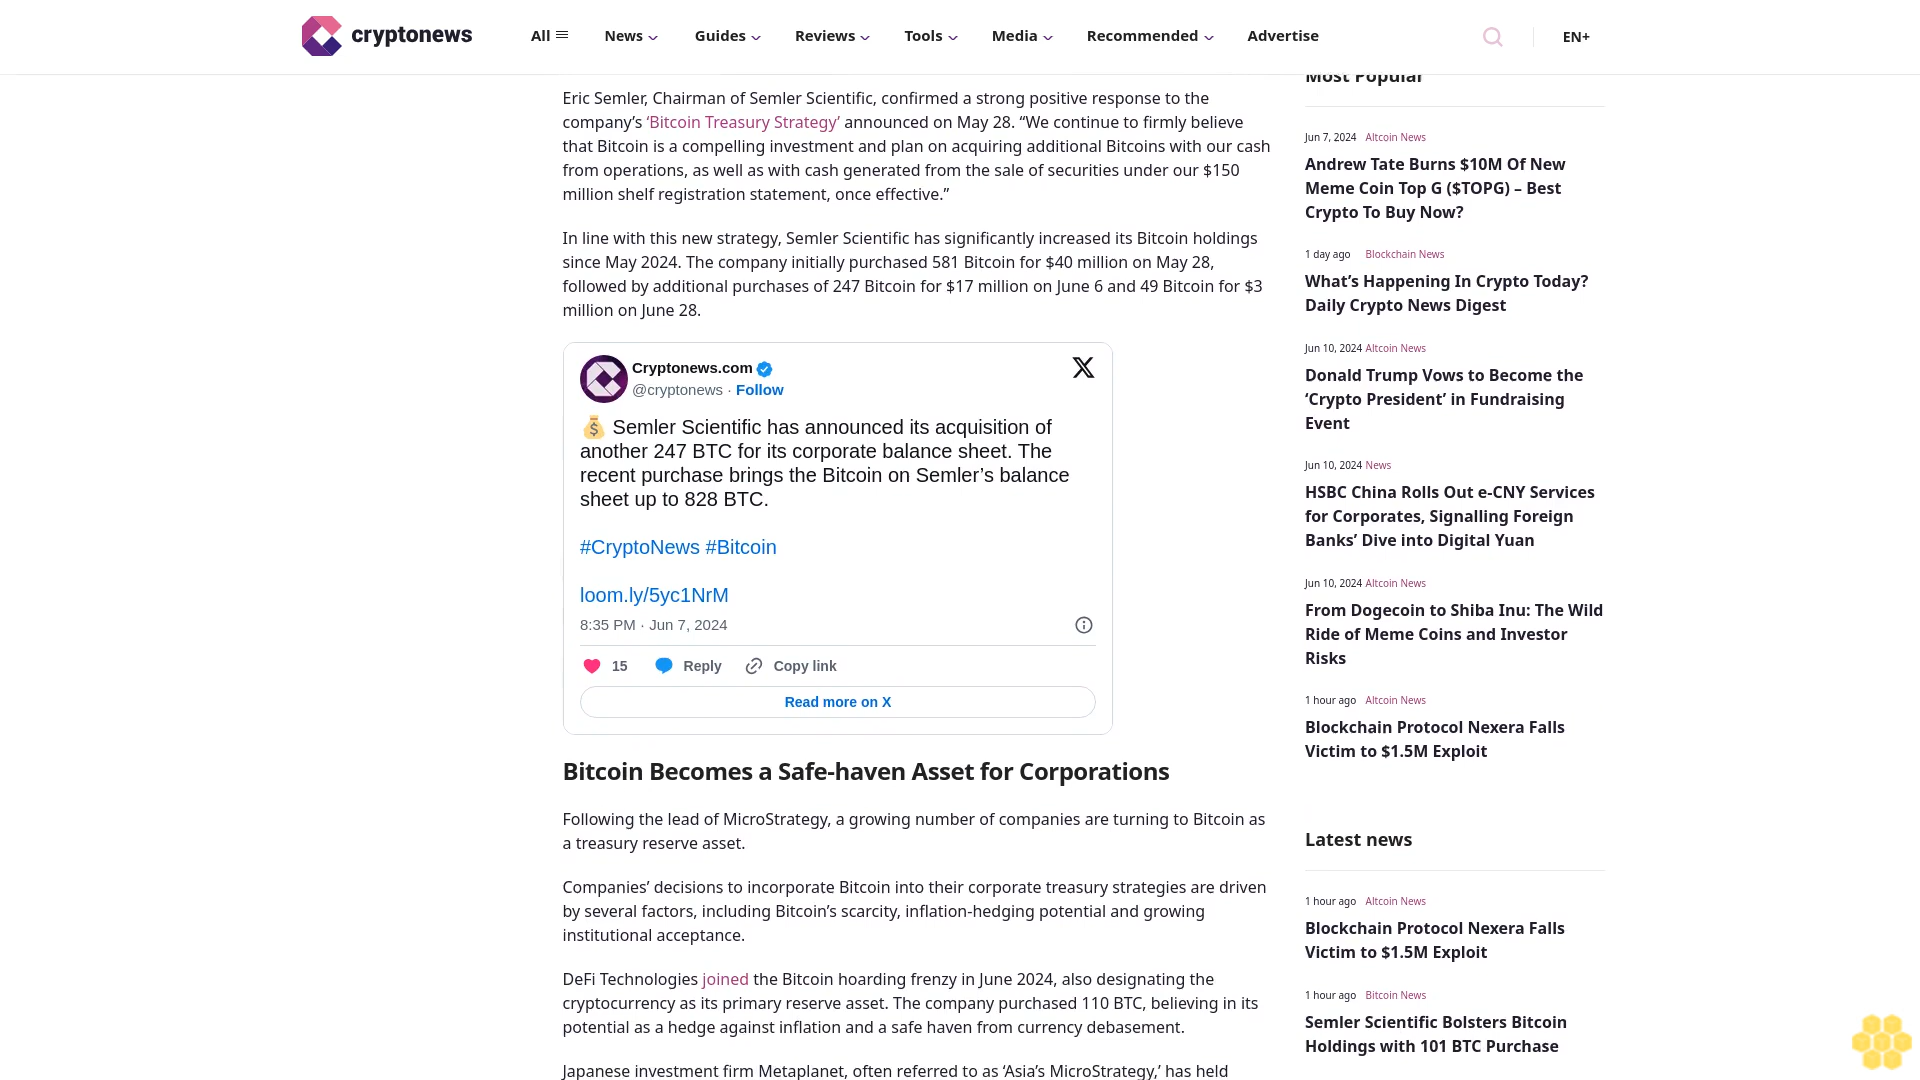 cryptonews
All
News
Guides
Reviews
Tools
Media
Recommended
Advertise
EN+
Eric Semler, Chairman of Semler Scientific, confirmed a strong positive response to the
company’s ‘Bitcoin Treasury Strategy’ announced on May 28. “We continue to firmly believe
that Bitcoin is a compelling investment and plan on acquiring additional Bitcoins with our cash
from operations, as well as with cash generated from the sale of securities under our $150
million shelf registration statement, once effective.”
In line with this new strategy, Semler Scientific has significantly increased its Bitcoin holdings
since May 2024. The company initially purchased 581 Bitcoin for $40 million on May 28,
followed by additional purchases of 247 Bitcoin for $17 million on June 6 and 49 Bitcoin for $3
million on June 28.
Cryptonews.com
@cryptonews · Follow
💰 Semler Scientific has announced its acquisition of
another 247 BTC for its corporate balance sheet. The
recent purchase brings the Bitcoin on Semler’s balance
sheet up to 828 BTC.
#CryptoNews #Bitcoin
loom.ly/5yc1NrM
8:35 PM · Jun 7, 2024
15 Reply Copy link
Read more on X
Bitcoin Becomes a Safe-haven Asset for Corporations
Following the lead of MicroStrategy, a growing number of companies are turning to Bitcoin as
a treasury reserve asset.
Companies’ decisions to incorporate Bitcoin into their corporate treasury strategies are driven
by several factors, including Bitcoin’s scarcity, inflation-hedging potential and growing
institutional acceptance.
DeFi Technologies joined the Bitcoin hoarding frenzy in June 2024, also designating the
cryptocurrency as its primary reserve asset. The company purchased 110 BTC, believing in its
potential as a hedge against inflation and a safe haven from currency debasement.
Japanese investment firm Metaplanet, often referred to as ‘Asia’s MicroStrategy,’ has held
Most Popular
Jun 7, 2024 Altcoin News
Andrew Tate Burns $10M Of New
Meme Coin Top G ($TOPG) – Best
Crypto To Buy Now?
1 day ago Blockchain News
What’s Happening In Crypto Today?
Daily Crypto News Digest
Jun 10, 2024 Altcoin News
Donald Trump Vows to Become the
‘Crypto President’ in Fundraising
Event
Jun 10, 2024 News
HSBC China Rolls Out e-CNY Services
for Corporates, Signalling Foreign
Banks’ Dive into Digital Yuan
Jun 10, 2024 Altcoin News
From Dogecoin to Shiba Inu: The Wild
Ride of Meme Coins and Investor
Risks
1 hour ago Altcoin News
Blockchain Protocol Nexera Falls
Victim to $1.5M Exploit
Latest news
1 hour ago Altcoin News
Blockchain Protocol Nexera Falls
Victim to $1.5M Exploit
1 hour ago Bitcoin News
Semler Scientific Bolsters Bitcoin
Holdings with 101 BTC Purchase